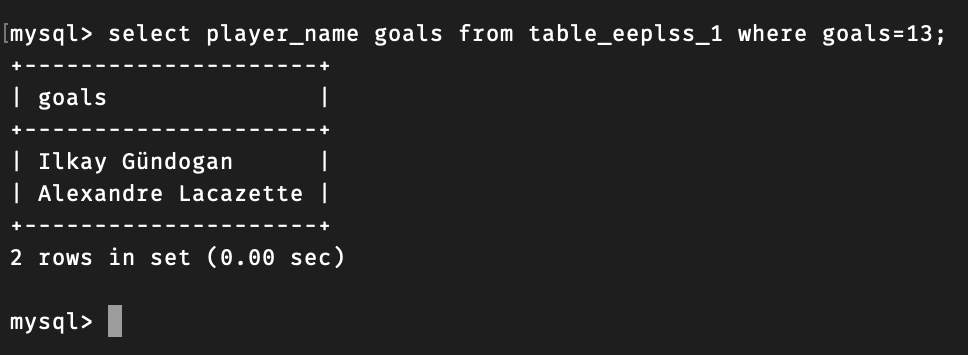 [mysql> select player_name goals from table_eeplss_1 where goals=13;
+---------------------+
| goals               |
+---------------------+
| Ilkay Gündogan      |
| Alexandre Lacazette |
+---------------------+
2 rows in set (0.00 sec)
mysql>